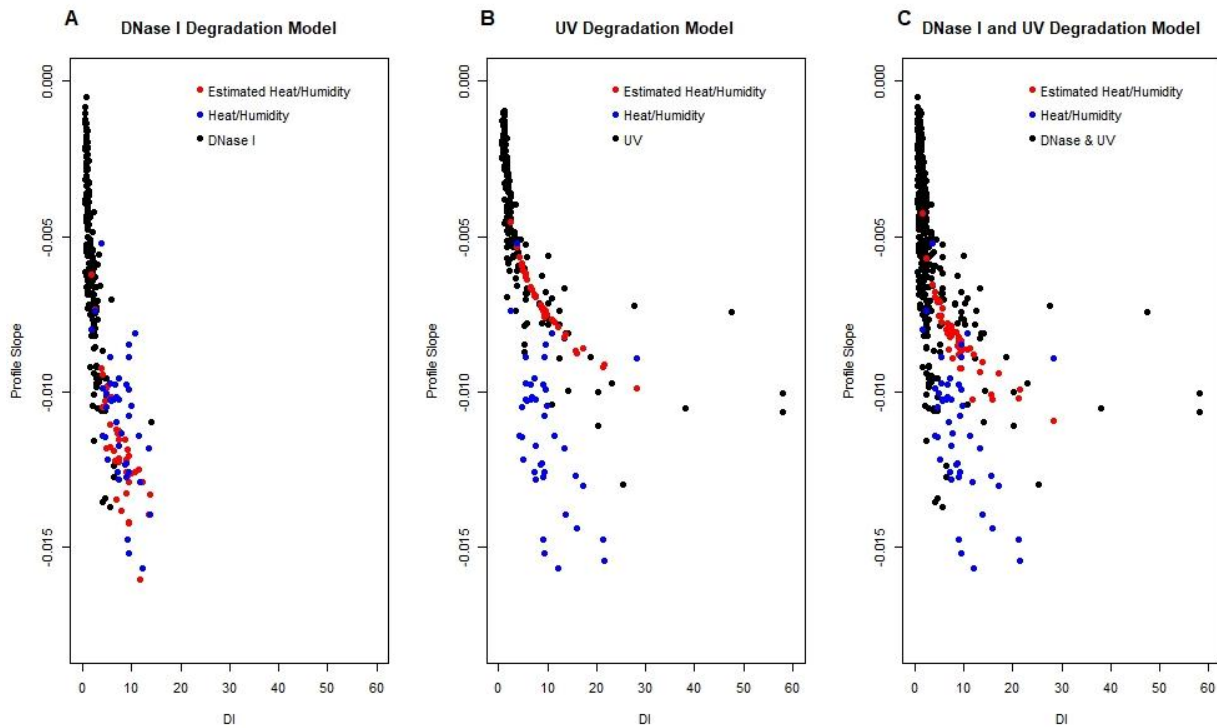 A
DNase I Degradation Model
Estimated Heat/Humidity
Heat/Humidity
DNase I
0.000
-0.005
-0.010
-0.015
Profile Slope
0 10 20 30 40 50 60
DI
B
UV Degradation Model
Estimated Heat/Humidity
Heat/Humidity
UV
0.000
-0.005
-0.010
-0.015
Profile Slope
0 10 20 30 40 50 60
DI
C
DNase I and UV Degradation Model
Estimated Heat/Humidity
Heat/Humidity
DNase & UV
0.000
-0.005
-0.010
-0.015
Profile Slope
0 10 20 30 40 50 60
DI